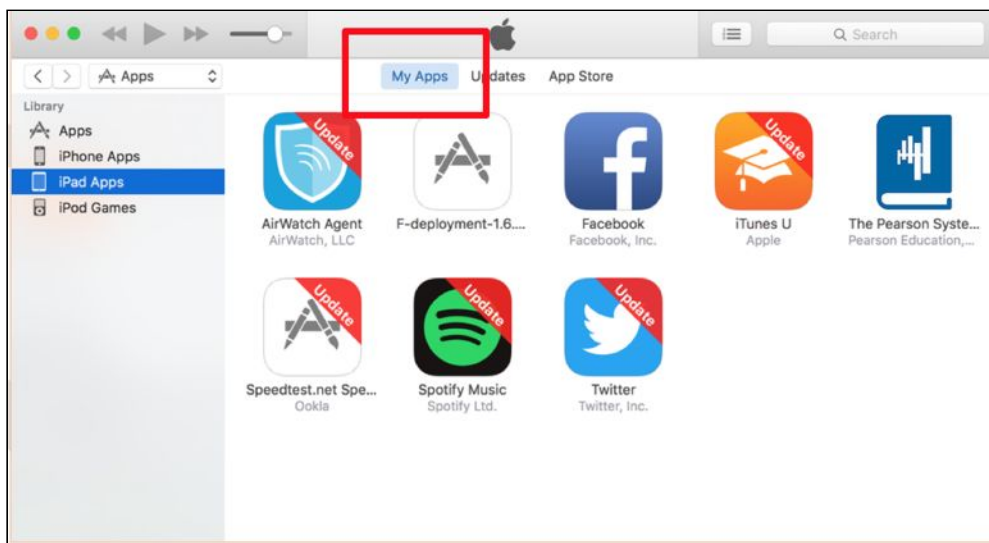 Search
Apps
My Apps Updates App Store
Library
Apps
iPhone Apps
iPad Apps
iPod Games
Update Update
AirWatch Agent F-deployment-1.6.... Facebook iTunes U The Pearson Syste...
AirWatch, LLC Facebook, Inc. Apple Pearson Education,...
Update Update Update
Speedtest.net Spe... Spotify Music Twitter
Ookla Spotify Ltd. Twitter, Inc.